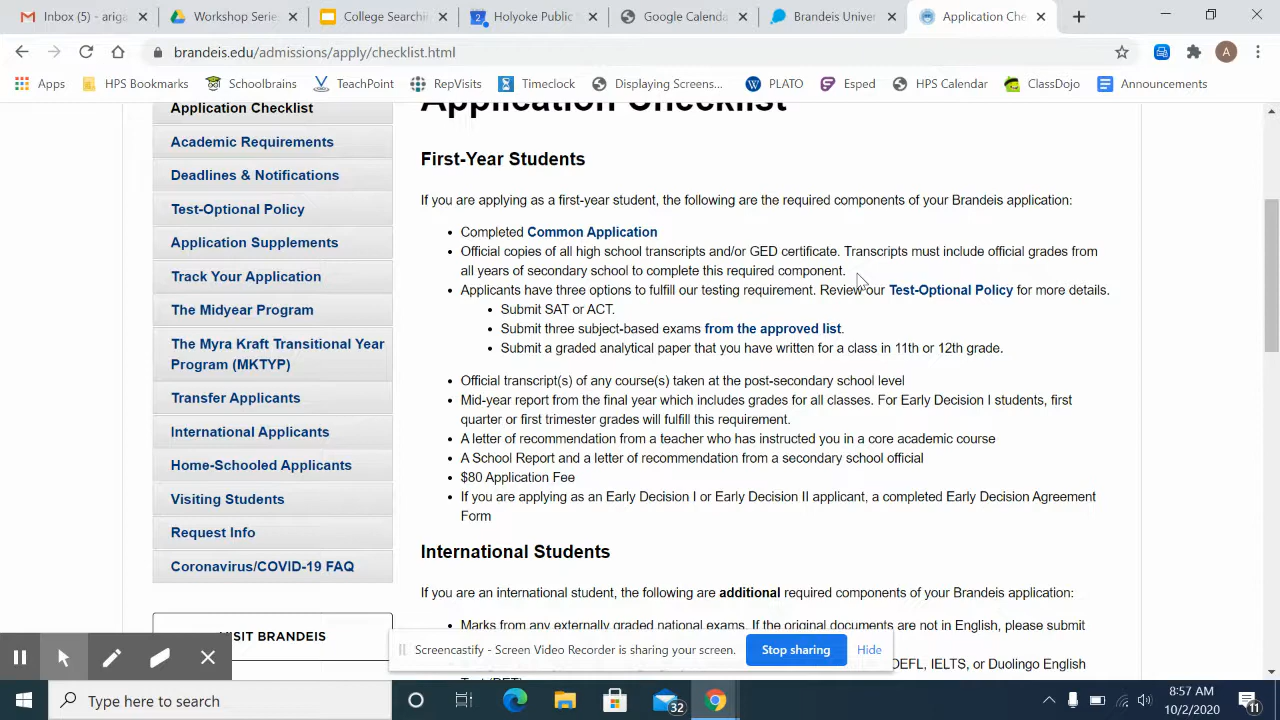 Inbox (5) - ariga
Workshop Serie
College Searchi
Holyoke Public
Google Calenda
Brandeis Univer
Application Che
brandeis.edu/admissions/apply/checklist.html
A
Apps
HPS Bookmarks
Schoolbrains
TeachPoint
RepVisits
Timeclock
Displaying Screens...
PLATO
Esped
HPS Calendar
ClassDojo
Announcements
Application Checklist
Academic Requirements
Deadlines & Notifications
Test-Optional Policy
Application Supplements
Track Your Application
The Midyear Program
The Myra Kraft Transitional Year
Program (MKTYP)
Transfer Applicants
International Applicants
Home-Schooled Applicants
Visiting Students
Request Info
Coronavirus/COVID-19 FAQ
VISIT BRANDEIS
Application Checklist
First-Year Students
If you are applying as a first-year student, the following are the required components of your Brandeis application:
• Completed Common Application
• Official copies of all high school transcripts and/or GED certificate. Transcripts must include official grades from
all years of secondary school to complete this required component.
• Applicants have three options to fulfill our testing requirement. Review our Test-Optional Policy for more details.
• Submit SAT or ACT.
• Submit three subject-based exams from the approved list.
• Submit a graded analytical paper that you have written for a class in 11th or 12th grade.
• Official transcript(s) of any course(s) taken at the post-secondary school level
• Mid-year report from the final year which includes grades for all classes. For Early Decision I students, first
quarter or first trimester grades will fulfill this requirement.
• A letter of recommendation from a teacher who has instructed you in a core academic course
• A School Report and a letter of recommendation from a secondary school official
• $80 Application Fee
• If you are applying as an Early Decision I or Early Decision II applicant, a completed Early Decision Agreement
Form
International Students
If you are an international student, the following are additional required components of your Brandeis application:
• Marks from any externally graded national exams. If the original documents are not in English, please submit
Screencastify - Screen Video Recorder is sharing your screen.
Stop sharing
Hide
IELTS, or Duolingo English
Type here to search
32
8:57 AM
10/2/2020
11